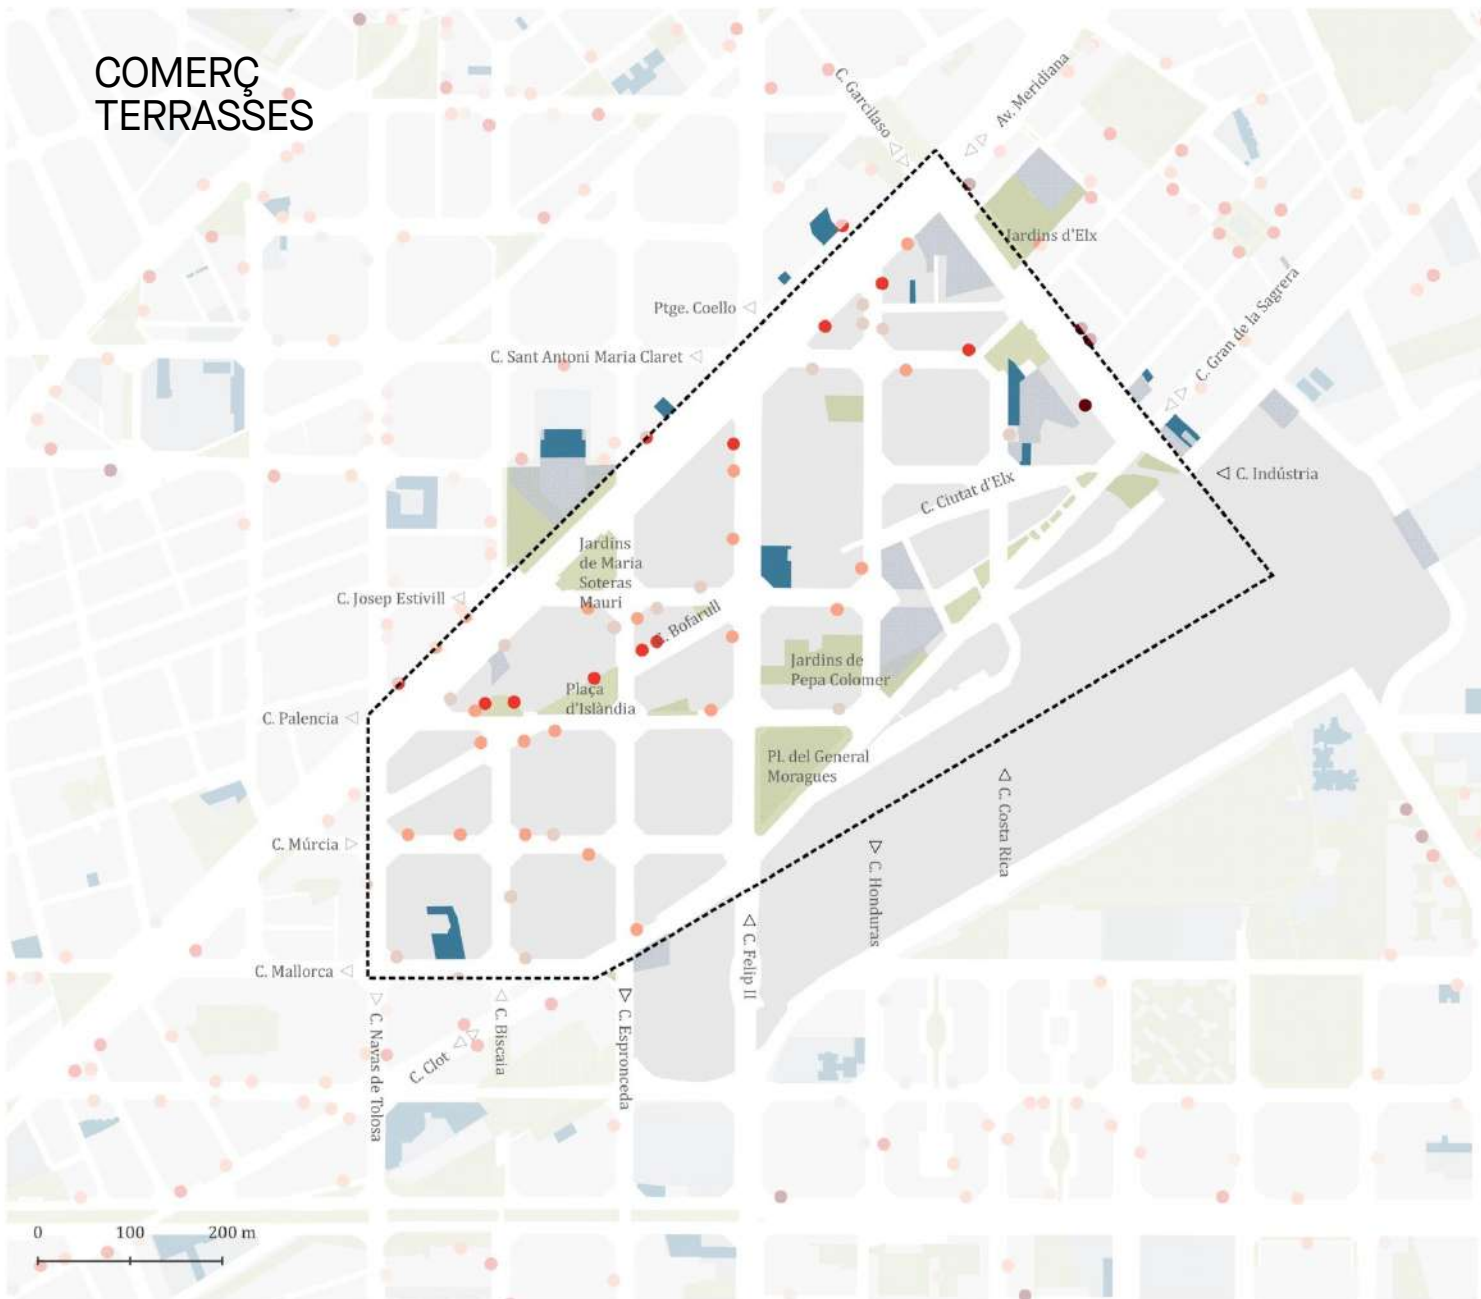 COMERÇ
TERRASSES
C. Garcilaso
Av. Meridiana
Jardins d'Elx
C. Gran de la Sagrera
Ptge. Coello
C. Sant Antoni Maria Claret
C. Indústria
C. Ciutat d'Elx
Jardins
de Maria
Soteras
Mauri
C. Josep Estivill
C. Bofarull
Jardins de
Pepa Colomer
Plaça
d'Islàndia
C. Palencia
Pl. del General
Moragues
C. Costa Rica
C. Múrcia
C. Honduras
C. Felip II
C. Mallorca
C. Navas de Tolosa
C. Clot
C. Biscaia
C. Espronceda
0 100 200 m